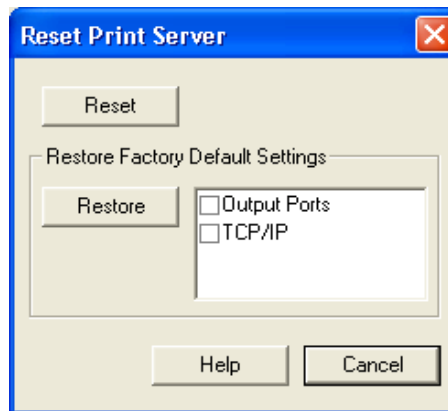 Reset Print Server
Reset
Restore Factory Default Settings
Restore
Output Ports
TCP/IP
Help
Cancel